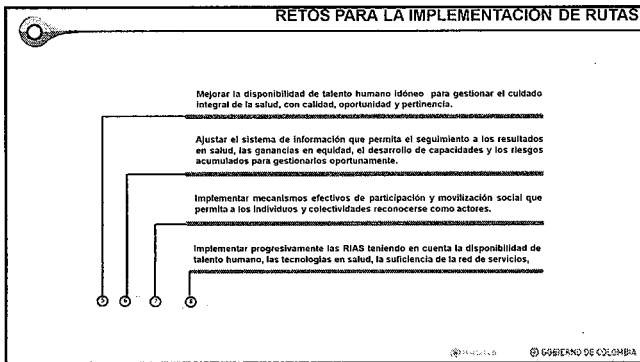 RETOS PARA LA IMPLEMENTACIÓN DE RUTAS
Mejorar la disponibilidad de talento humano idóneo para gestionar el cuidado
integral de la salud, con calidad, oportunidad y pertinencia.
Ajustar el sistema de información que permita el seguimiento a los resultados
en salud, las ganancias en equidad, el desarrollo de capacidades y los riesgos
acumulados para gestionarlos oportunamente.
Implementar mecanismos efectivos de participación y movilización social que
permita a los individuos y colectividades reconocerse como actores.
Implementar progresivamente las RIAS teniendo en cuenta la disponibilidad de
talento humano, las tecnologías en salud, la suficiencia de la red de servicios,
5 6 7 8
GOBIERNO DE COLOMBIA